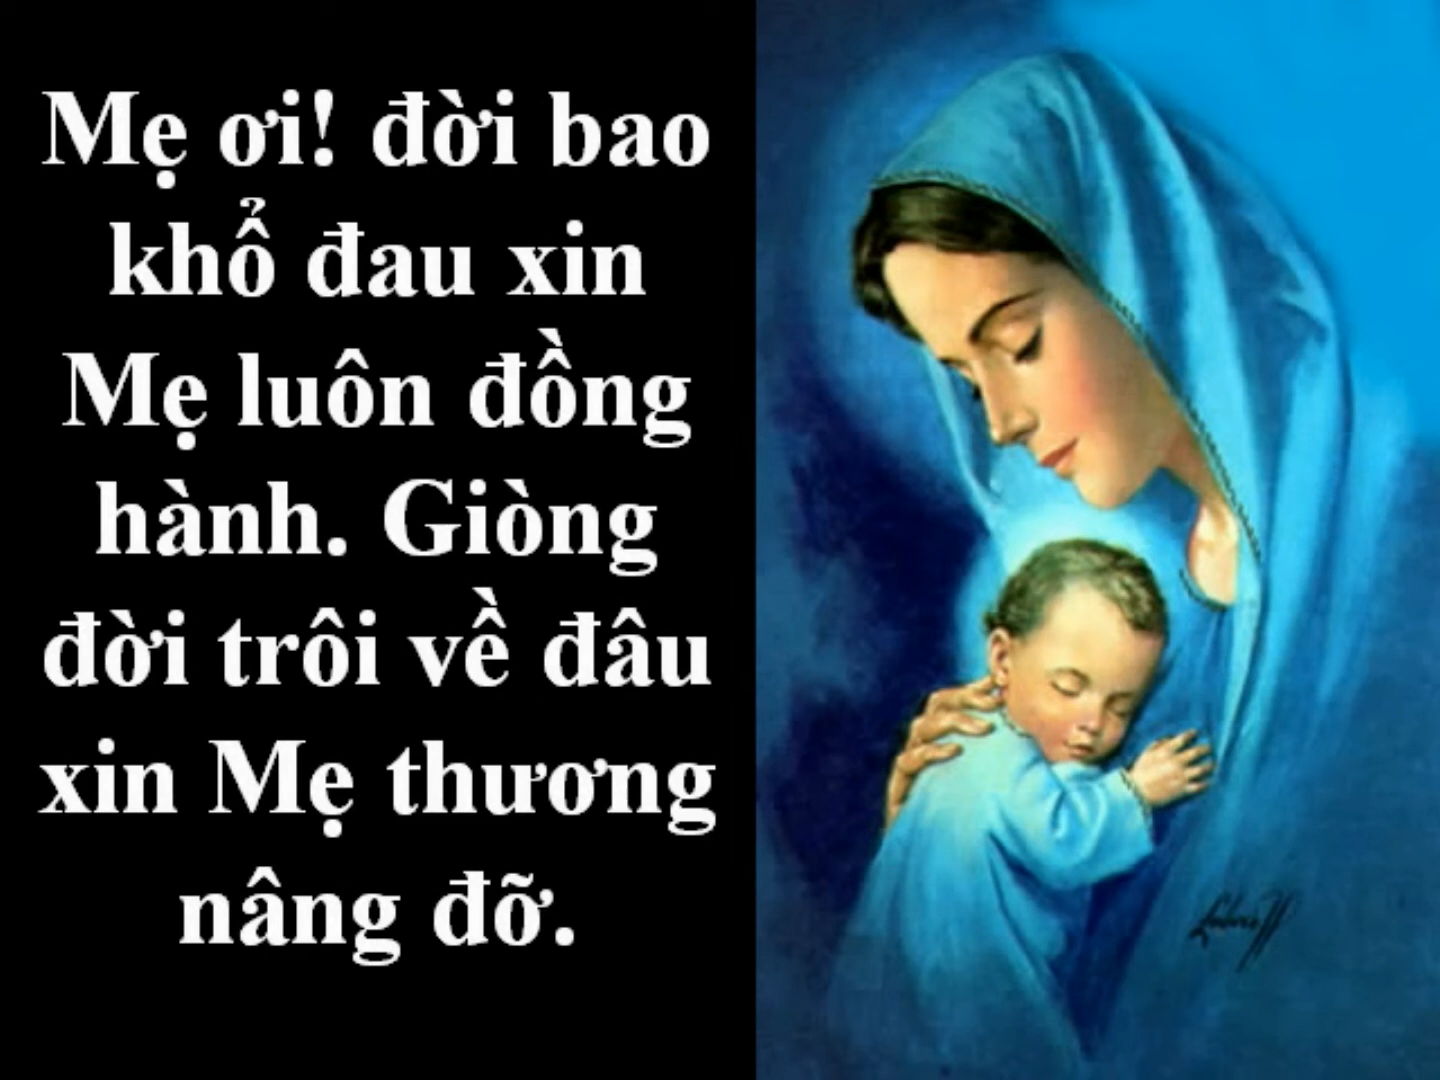 Mẹ ơi! đời bao
khổ đau xin
Mẹ luôn đồng
hành. Giòng
đời trôi về đâu
xin Mẹ thương
nâng đỡ.